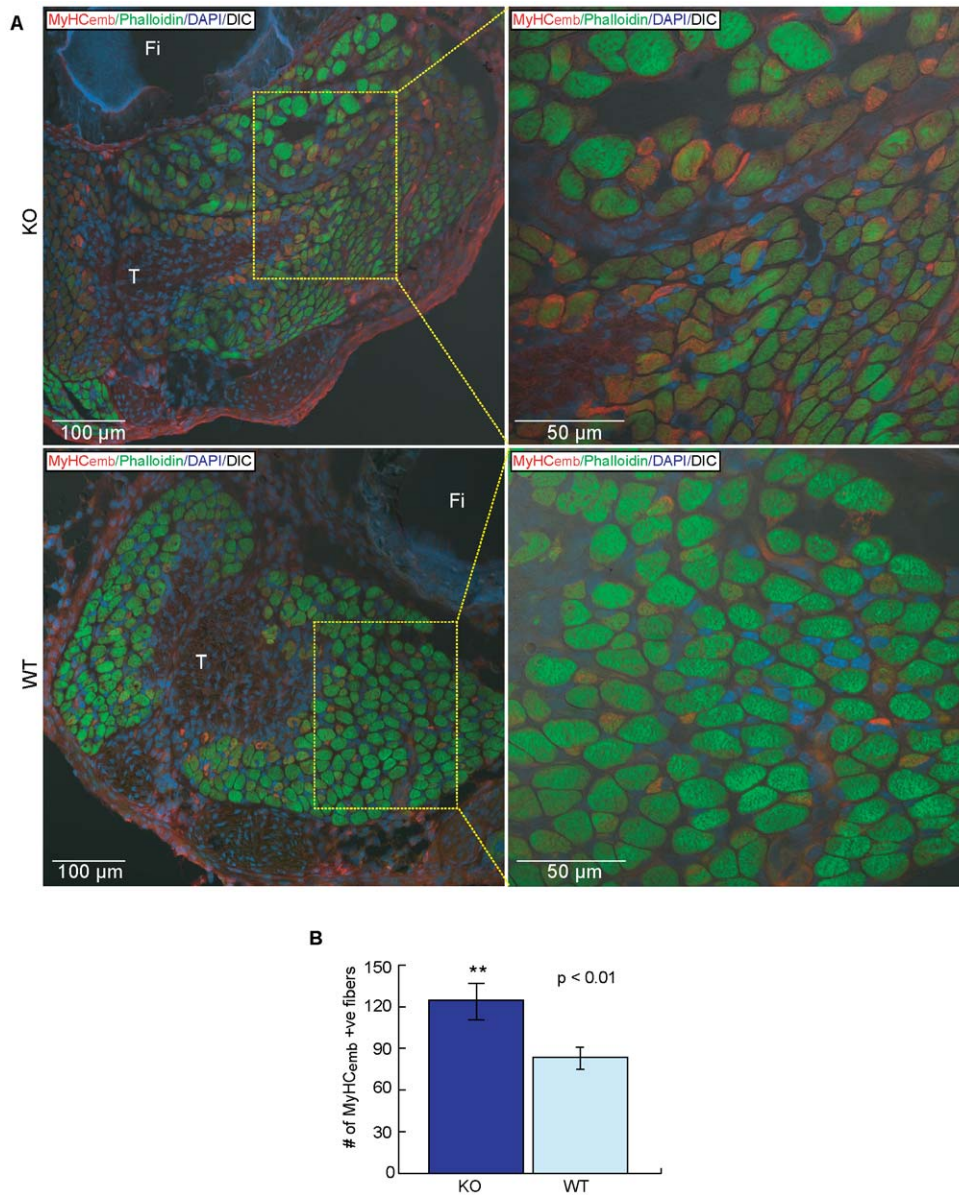 A
MyHCemb/Phalloidin/DAPI/DIC
MyHCemb/Phalloidin/DAPI/DIC
Fi
KO
T
100 µm
50 µm
MyHCemb/Phalloidin/DAPI/DIC
MyHCemb/Phalloidin/DAPI/DIC
Fi
WT
T
100 µm
50 µm
B
# of MyHCemb +ve fibers
150
120
90
60
30
0
**
p < 0.01
KO
WT